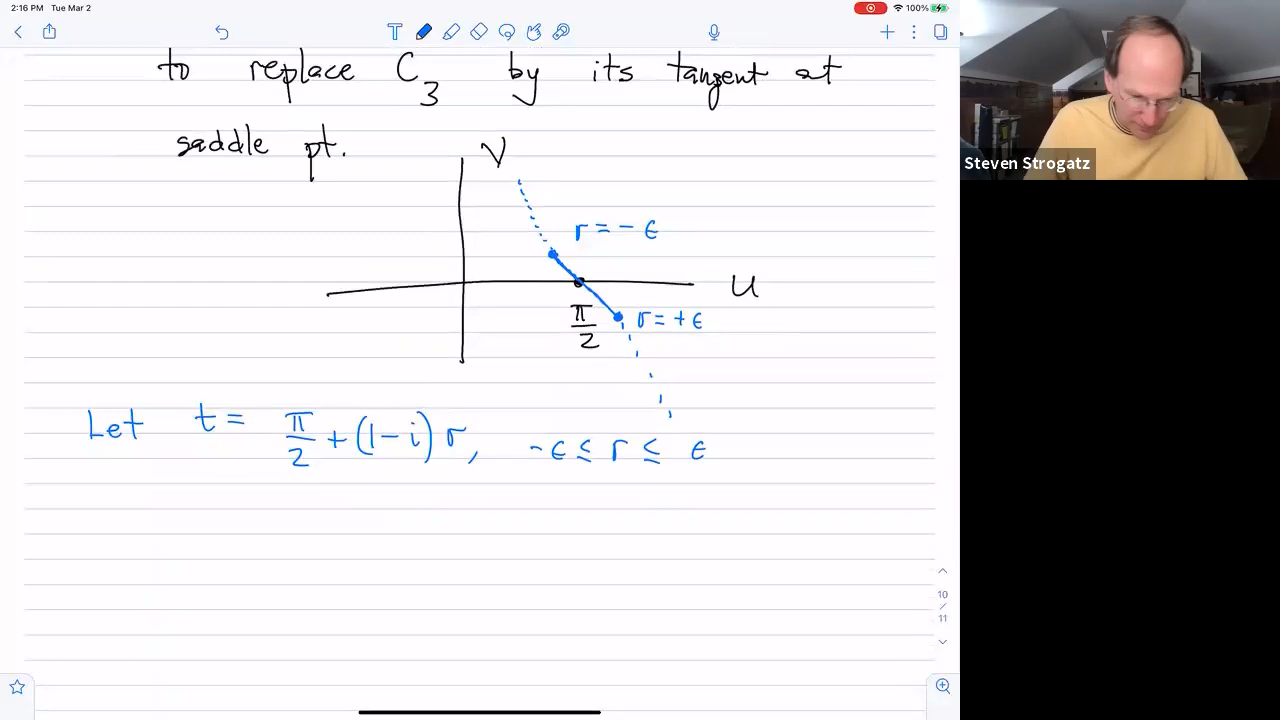 2:16 PM Tue Mar 2
100%
to replace C₃ by its tangent at
saddle pt.
V
r = - ϵ
Steven Strogatz
u
π/2
r = + ϵ
Let t = π/2 + (1-i) r, -ϵ ≤ r ≤ ϵ
10
/
11